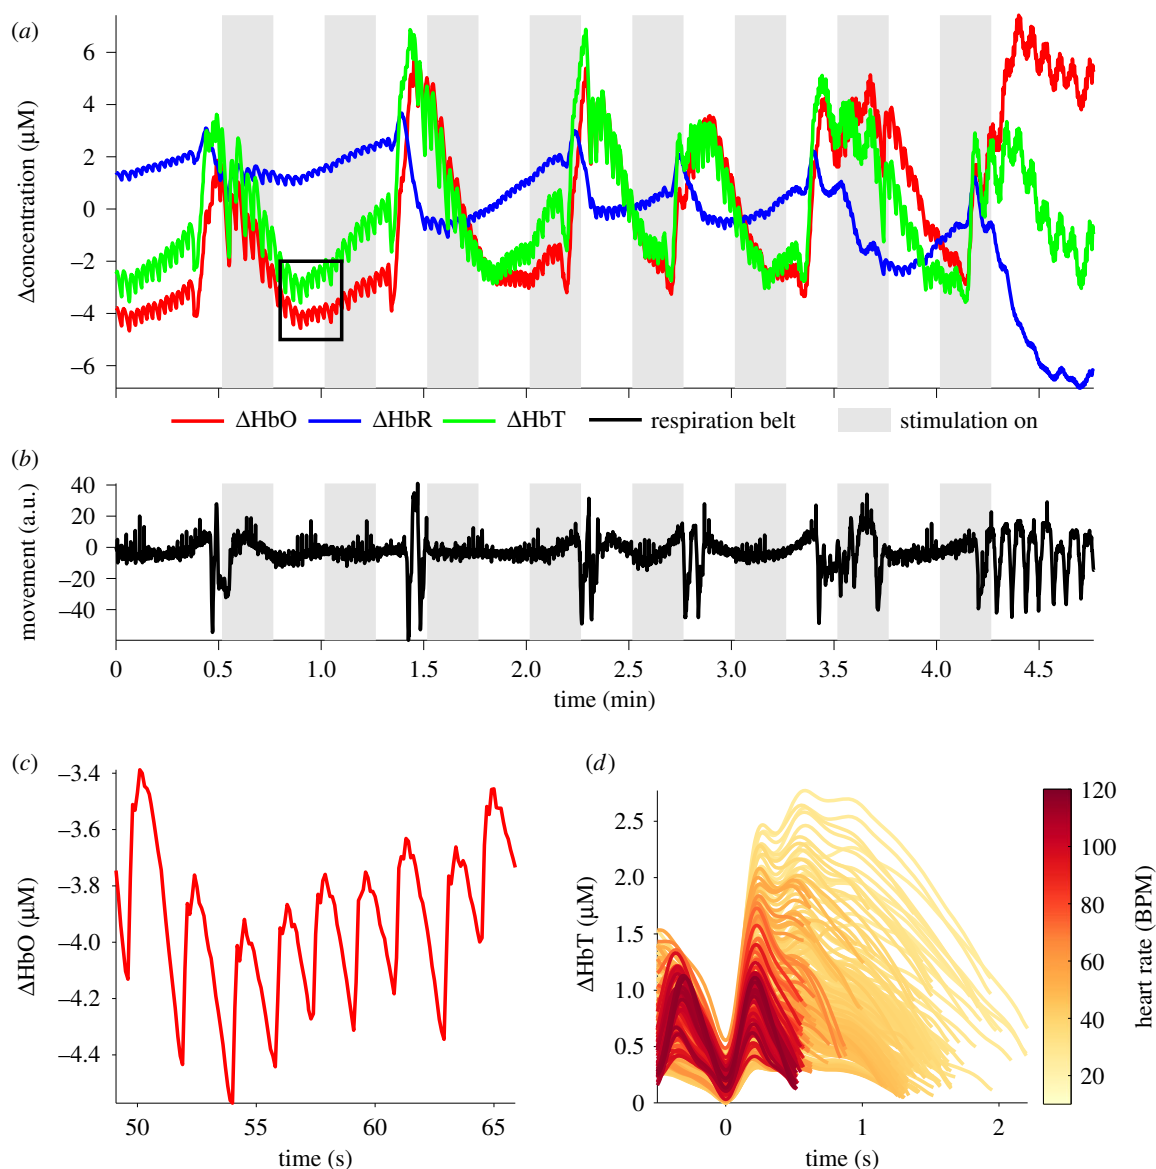 (a)
6
4
2
0
–2
–4
–6
Δconcentration (µM)
ΔHbO ΔHbR ΔHbT respiration belt stimulation on
(b)
40
20
0
–20
–40
movement (a.u.)
0 0.5 1.0 1.5 2.0 2.5 3.0 3.5 4.0 4.5
time (min)
(c)
–3.4
–3.6
–3.8
–4.0
–4.2
–4.4
ΔHbO (µM)
50 55 60 65
time (s)
(d)
2.5
2.0
1.5
1.0
0.5
0
ΔHbT (µM)
0 1 2
time (s)
120
100
80
60
40
20
heart rate (BPM)